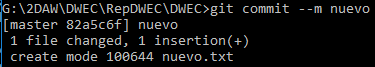 G:\2DAW\DWEC\RepDWEC\DWEC>git commit --m nuevo
[master 82a5c6f] nuevo
 1 file changed, 1 insertion(+)
 create mode 100644 nuevo.txt